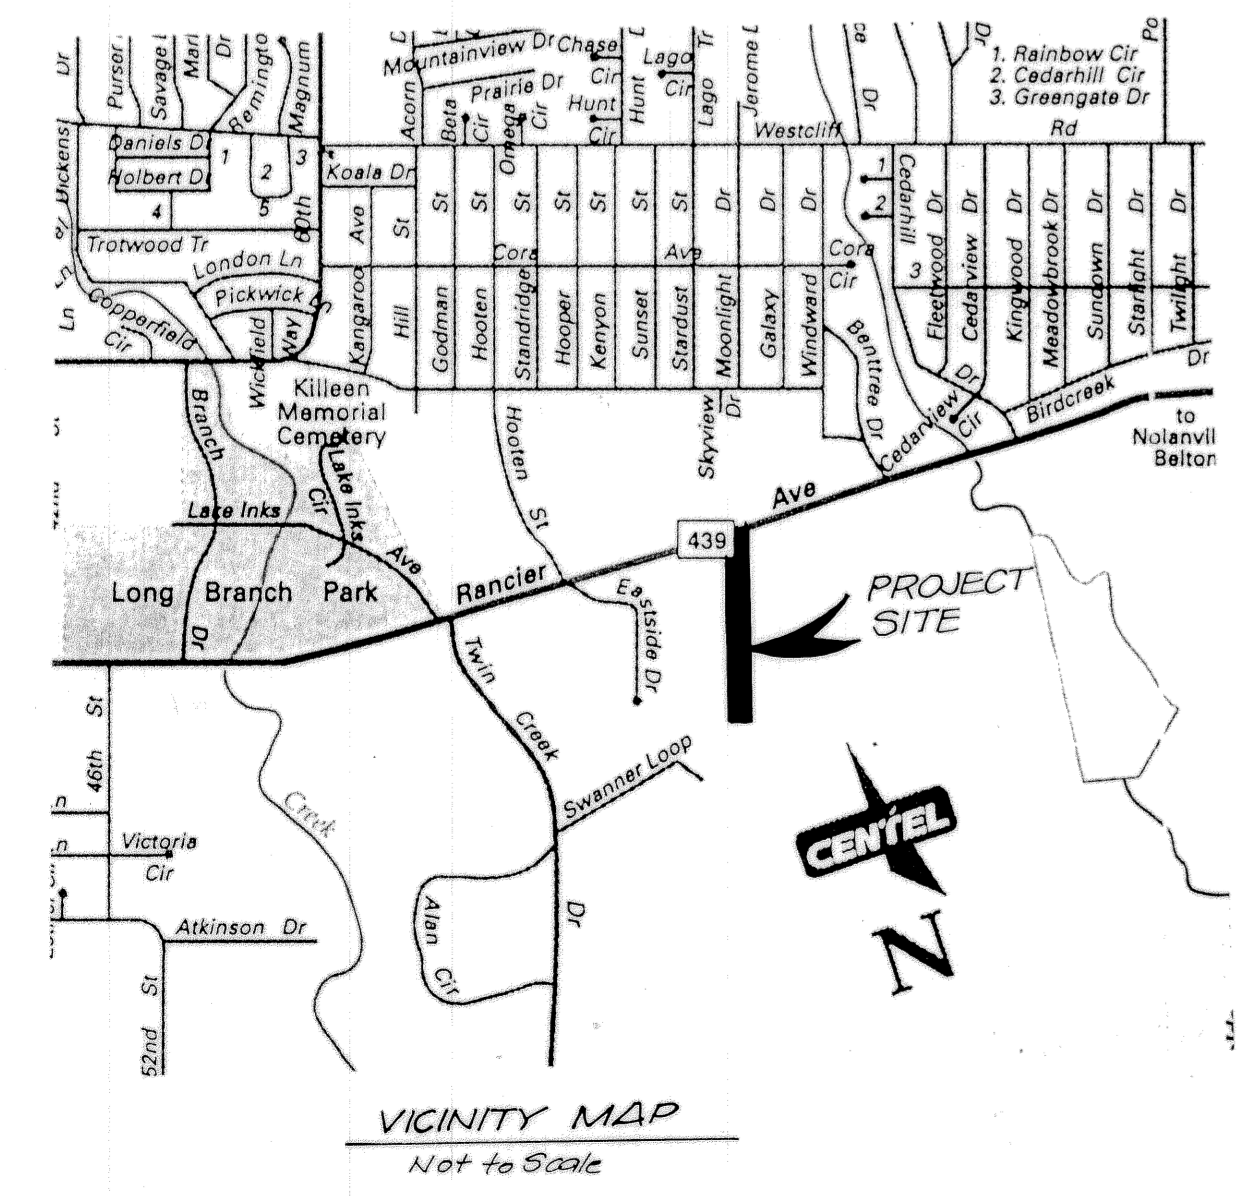 Dr
Purser
Savage
Dr
Remington
Magnum
Acorn
Mountainview Dr
Prairie Dr
Beta
Cir
Omega
Cir
Chase
Cir
Hunt
Cir
Hunt
Lago
Cir
Lago
Tr
Jerome
Dr
Dr
Po
1. Rainbow Cir
2. Cedarhill Cir
3. Greengate Dr
Westcliff
Rd
Dickens
Daniels Dr
Holbert Dr
1
2
3
4
5
60th
Koala Dr
Ave
St
St
St
St
St
St
St
St
Dr
Dr
Dr
1
2
3
Cedarhill
Dr
Dr
Dr
Dr
Dr
Dr
Dr
Trotwood Tr
London Ln
Pickwick Ln
Copperfield
Cir
Ln
Ln
Wickfield
Nay
Cora
Ave
Cora
Cir
Kangaroo
Hill
Godman
Hooten
Standridge
Hooper
Kenyon
Sunset
Stardust
Moonlight
Galaxy
Windward
Benttree Dr
Fleetwood
Cedarview
Kingwood
Meadowbrook
Sundown
Starlight
Twilight
Dr
Cedarview
Dr
Cir
Birdcreek
to
Nolanvil
Belton
Killeen
Memorial
Cemetery
Branch
Dr
Lake Inks
Cir
Lake Inks
Ave
Hooten
St
Skyview
Dr
42nd
St
Long Branch Park
Rancier
Ave
439
Eastside Dr
PROJECT
SITE
Twin
Creek
Dr
Swanner Loop
St
46th
n
n
Victoria
Cir
Creek
Atkinson Dr
Alan
Cir
St
52nd
CENTEL
N
VICINITY MAP
Not to Scale